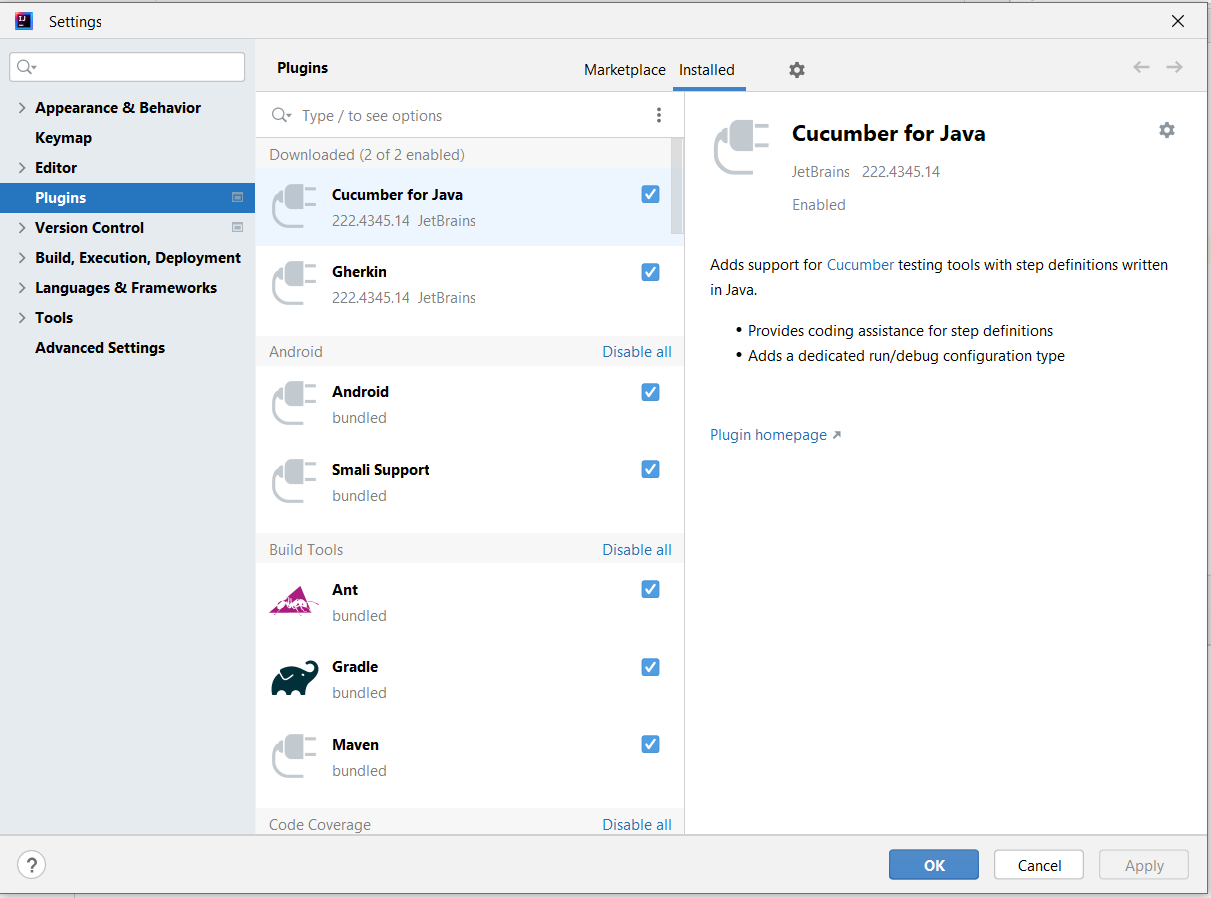 Settings
Appearance & Behavior
Keymap
Editor
Plugins
Version Control
Build, Execution, Deployment
Languages & Frameworks
Tools
Advanced Settings
Plugins
Marketplace
Installed
Type / to see options
Downloaded (2 of 2 enabled)
Cucumber for Java
222.4345.14 JetBrains
Gherkin
222.4345.14 JetBrains
Android
Disable all
Android
bundled
Smali Support
bundled
Build Tools
Disable all
Ant
bundled
Gradle
bundled
Maven
bundled
Code Coverage
Disable all
Cucumber for Java
JetBrains 222.4345.14
Enabled
Adds support for Cucumber testing tools with step definitions written
in Java.
• Provides coding assistance for step definitions
• Adds a dedicated run/debug configuration type
Plugin homepage ↗
?
OK
Cancel
Apply